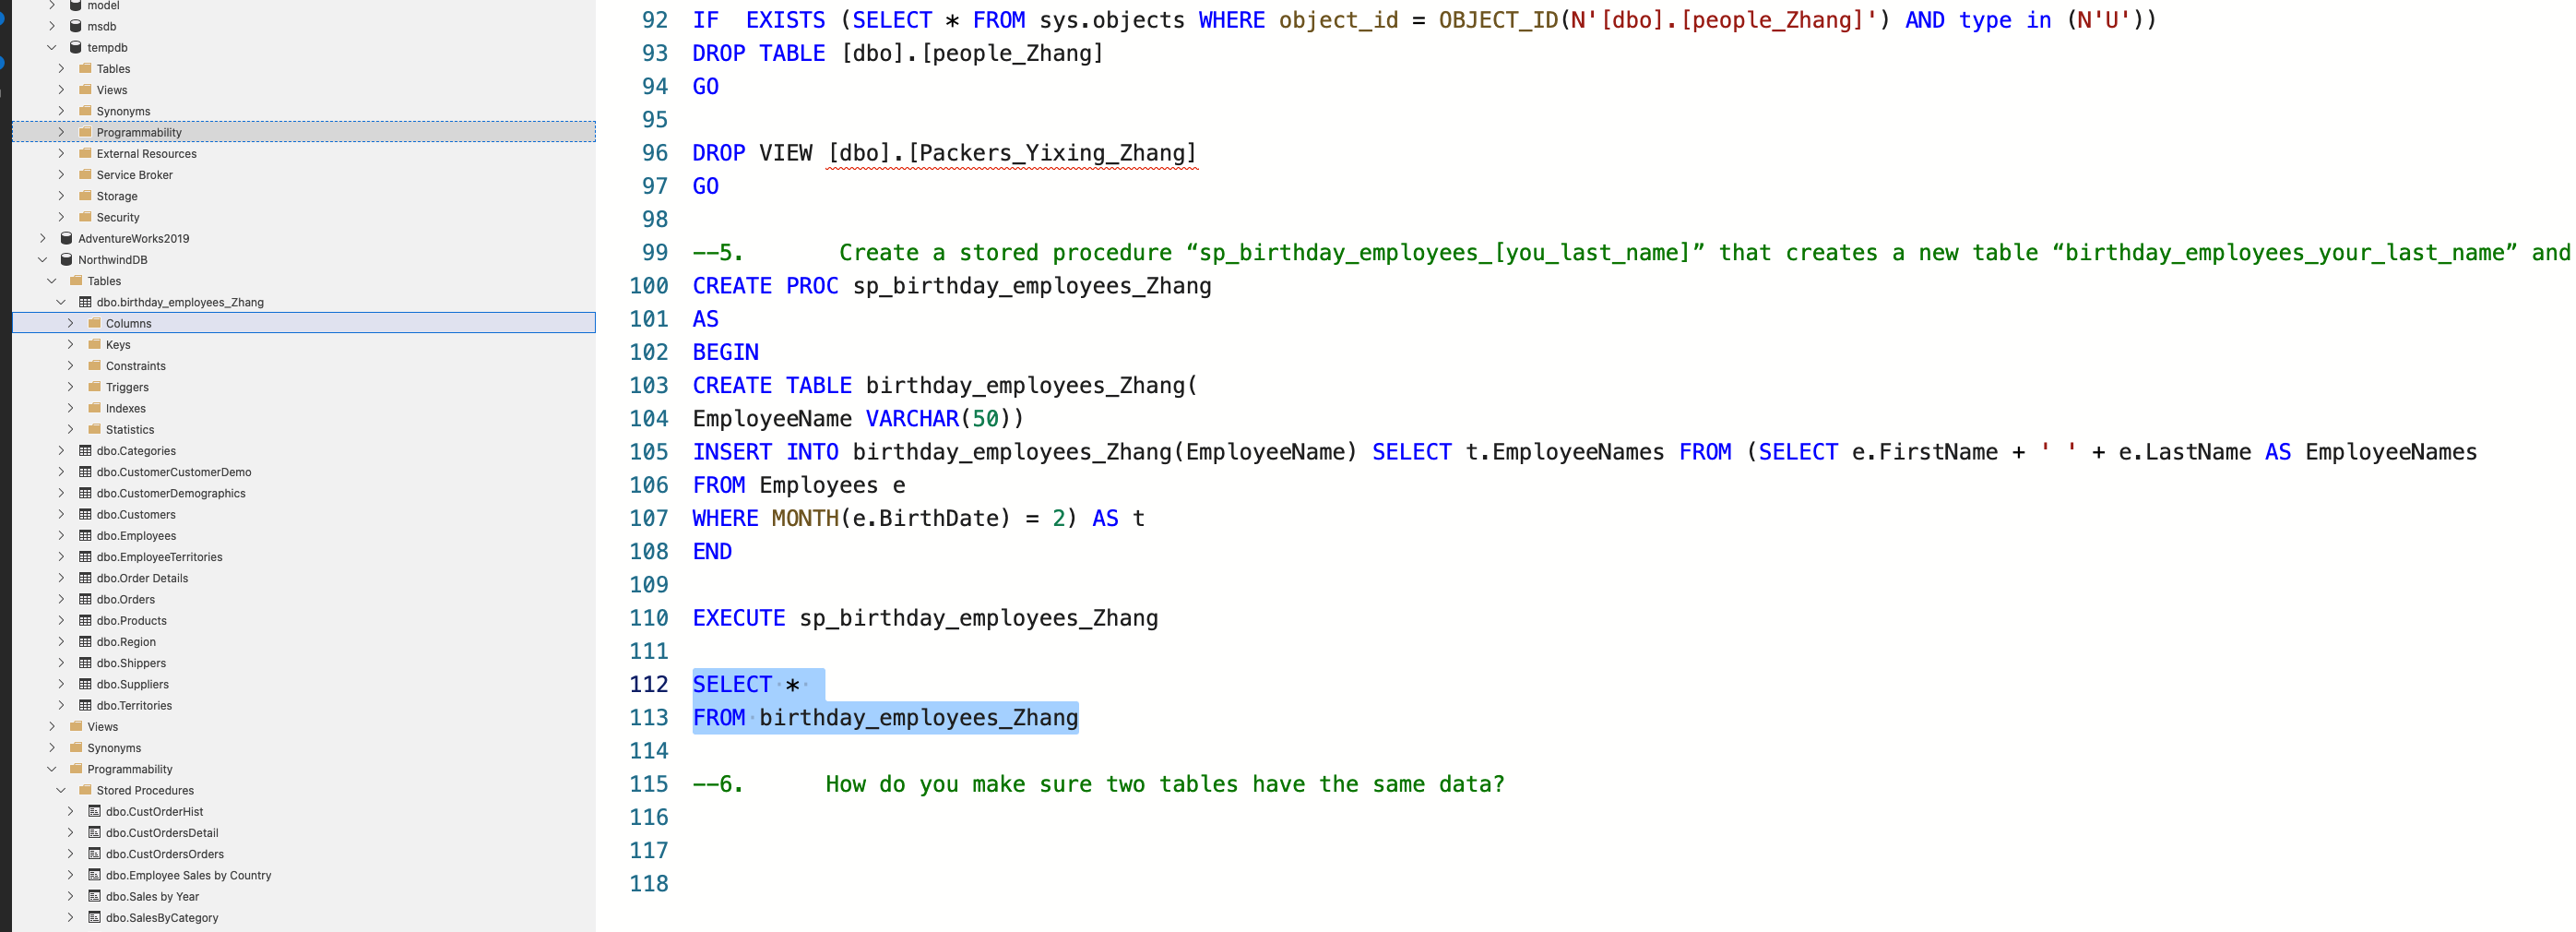 model
msdb
tempdb
Tables
Views
Synonyms
Programmability
External Resources
Service Broker
Storage
Security
AdventureWorks2019
NorthwindDB
Tables
dbo.birthday_employees_Zhang
Columns
Keys
Constraints
Triggers
Indexes
Statistics
dbo.Categories
dbo.CustomerCustomerDemo
dbo.CustomerDemographics
dbo.Customers
dbo.Employees
dbo.EmployeeTerritories
dbo.Order Details
dbo.Orders
dbo.Products
dbo.Region
dbo.Shippers
dbo.Suppliers
dbo.Territories
Views
Synonyms
Programmability
Stored Procedures
dbo.CustOrderHist
dbo.CustOrdersDetail
dbo.CustOrdersOrders
dbo.Employee Sales by Country
dbo.Sales by Year
dbo.SalesByCategory
92 IF  EXISTS (SELECT * FROM sys.objects WHERE object_id = OBJECT_ID(N'[dbo].[people_Zhang]') AND type in (N'U'))
93 DROP TABLE [dbo].[people_Zhang]
94 GO
95
96 DROP VIEW [dbo].[Packers_Yixing_Zhang]
97 GO
98
99 --5.       Create a stored procedure “sp_birthday_employees_[you_last_name]” that creates a new table “birthday_employees_your_last_name” and
100 CREATE PROC sp_birthday_employees_Zhang
101 AS
102 BEGIN
103 CREATE TABLE birthday_employees_Zhang(
104 EmployeeName VARCHAR(50))
105 INSERT INTO birthday_employees_Zhang(EmployeeName) SELECT t.EmployeeNames FROM (SELECT e.FirstName + ' ' + e.LastName AS EmployeeNames
106 FROM Employees e
107 WHERE MONTH(e.BirthDate) = 2) AS t
108 END
109
110 EXECUTE sp_birthday_employees_Zhang
111
112 SELECT *
113 FROM birthday_employees_Zhang
114
115 --6.      How do you make sure two tables have the same data?
116
117
118